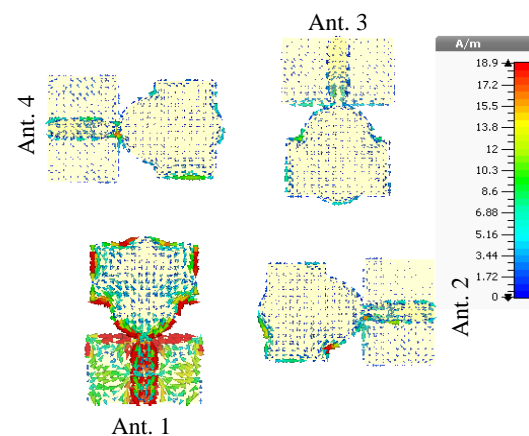 Ant. 3
A/m
Ant. 4
18.9
17.2
15.5
13.8
12
10.3
8.6
6.88
5.16
3.44
1.72
0
Ant. 2
Ant. 1